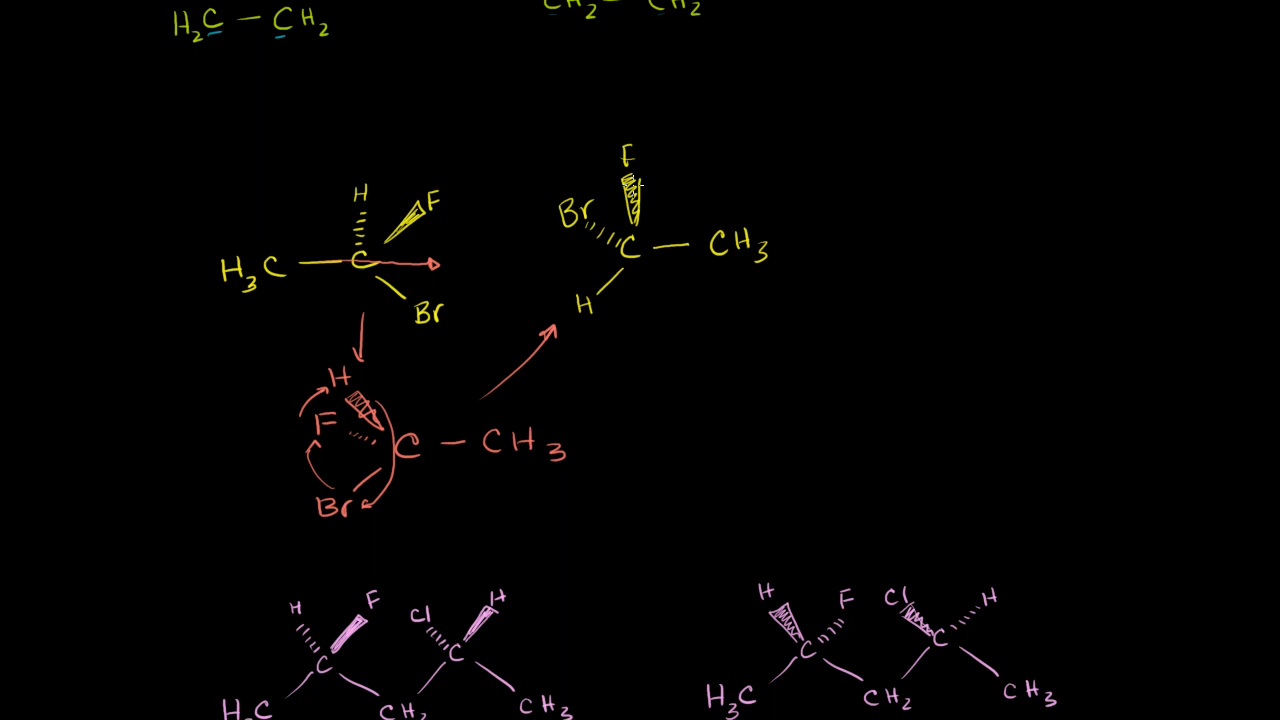 H₂C — CH₂
CH₂ — CH₂
H
F
H₃C — C
Br
F
Br
C — CH₃
H
H
F
C — CH₃
Br
H
F
Cl
H
C
C
H₃C
CH₂
CH₃
H
F
Cl
H
C
C
H₃C
CH₂
CH₃